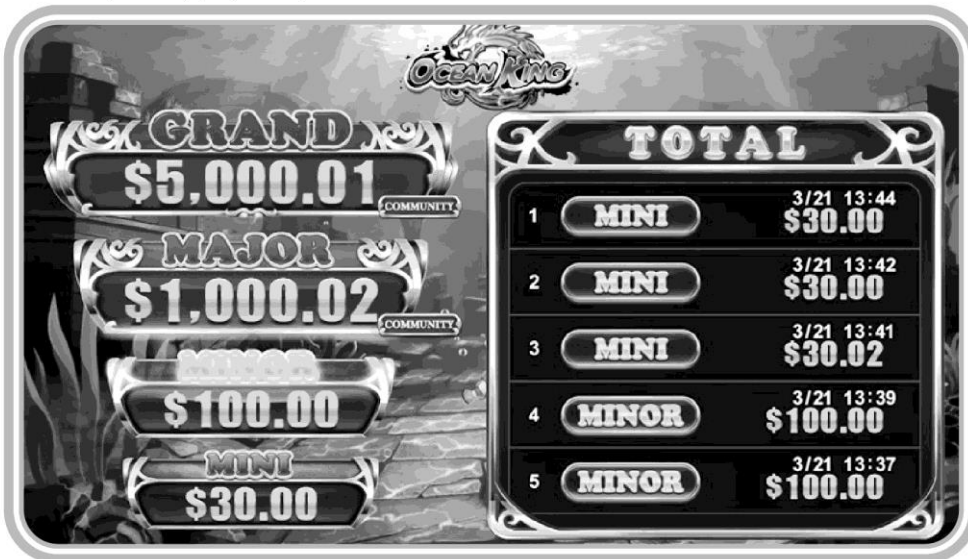 OCEAN KING
GRAND
$5,000.01
COMMUNITY
MAJOR
$1,000.02
COMMUNITY
MINOR
$100.00
MINI
$30.00
TOTAL
1 MINI 3/21 13:44
$30.00
2 MINI 3/21 13:42
$30.00
3 MINI 3/21 13:41
$30.02
4 MINOR 3/21 13:39
$100.00
5 MINOR 3/21 13:37
$100.00